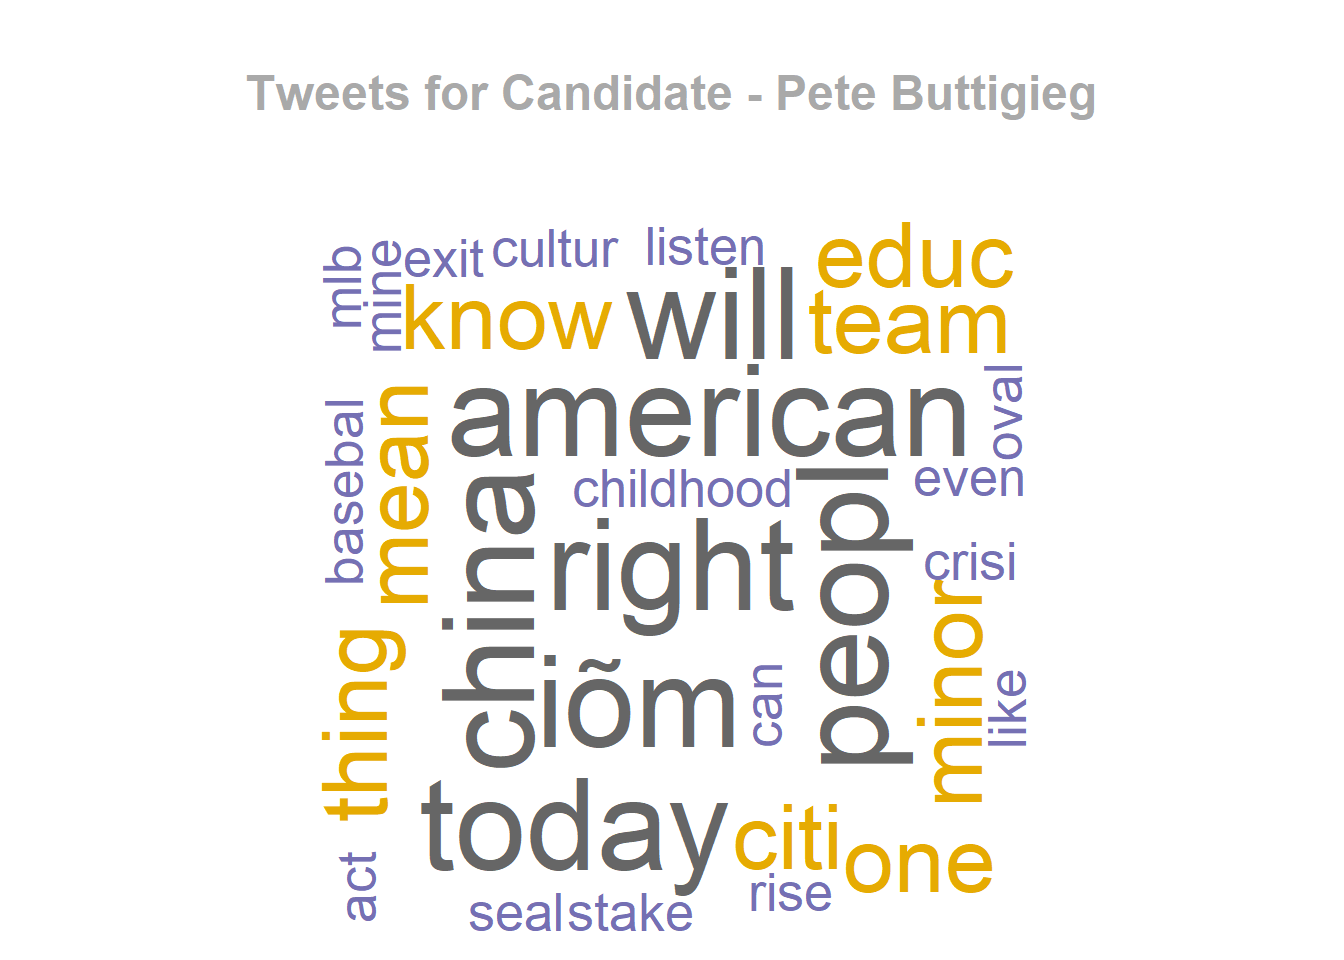 Tweets for Candidate - Pete Buttigieg
mlb
mine
exit
cultur
listen
educ
know
will
team
american
oval
basebal
mean
childhood
even
china
right
peopl
crisi
thing
iõm
can
minor
like
today
citi
one
act
seal
stake
rise